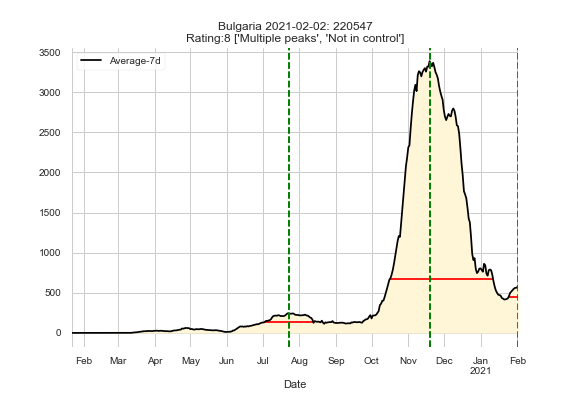 Bulgaria 2021-02-02: 220547
Rating:8 ['Multiple peaks', 'Not in control']
Average-7d
3500
3000
2500
2000
1500
1000
500
0
Feb Mar Apr May Jun Jul Aug Sep Oct Nov Dec Jan Feb
2021
Date